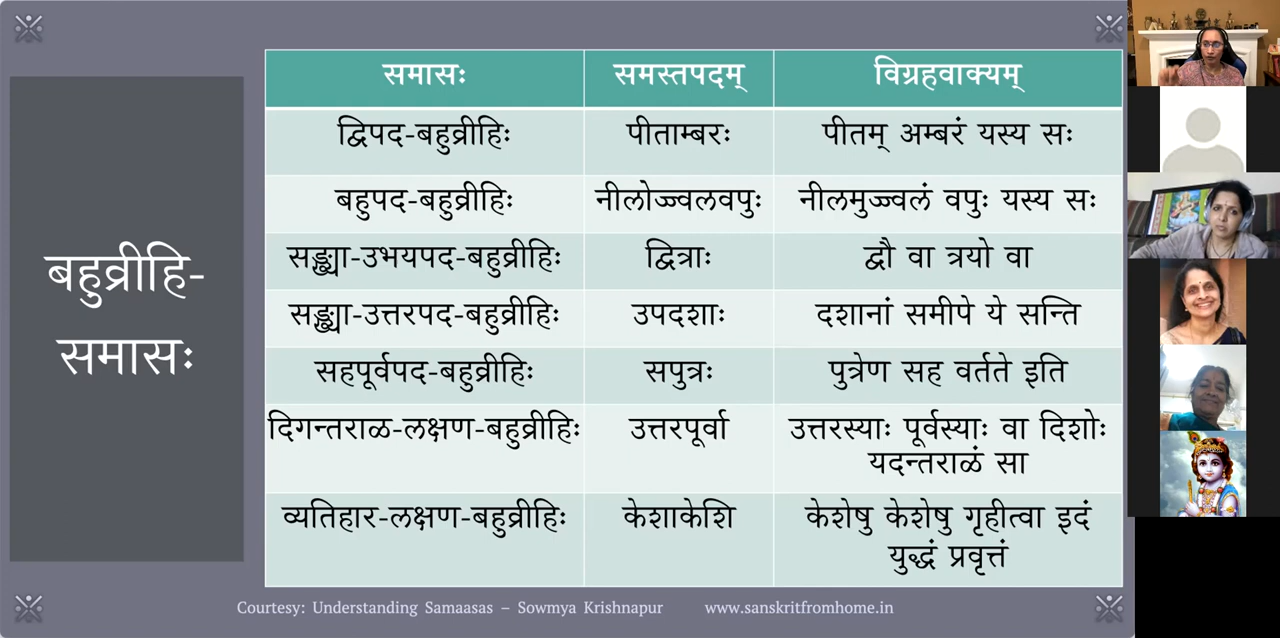 बहुव्रीहि-
समासः
समासः समस्तपदम् विग्रहवाक्यम्
द्विपद-बहुव्रीहिः पीताम्बरः पीतम् अम्बरं यस्य सः
बहुपद-बहुव्रीहिः नीलोज्ज्वलवपुः नीलमुज्ज्वलं वपुः यस्य सः
सङ्ख्या-उभयपद-बहुव्रीहिः द्वित्राः द्वौ वा त्रयो वा
सङ्ख्या-उत्तरपद-बहुव्रीहिः उपदशाः दशानां समीपे ये सन्ति
सहपूर्वपद-बहुव्रीहिः सपुत्रः पुत्रेण सह वर्तते इति
दिगन्तराळ-लक्षण-बहुव्रीहिः उत्तरपूर्वा उत्तरस्याः पूर्वस्याः वा दिशोः
यदन्तराळं सा
व्यतिहार-लक्षण-बहुव्रीहिः केशाकेशि केशेषु केशेषु गृहीत्वा इदं
युद्धं प्रवृत्तं
Courtesy: Understanding Samaasas – Sowmya Krishnapur www.sanskritfromhome.in